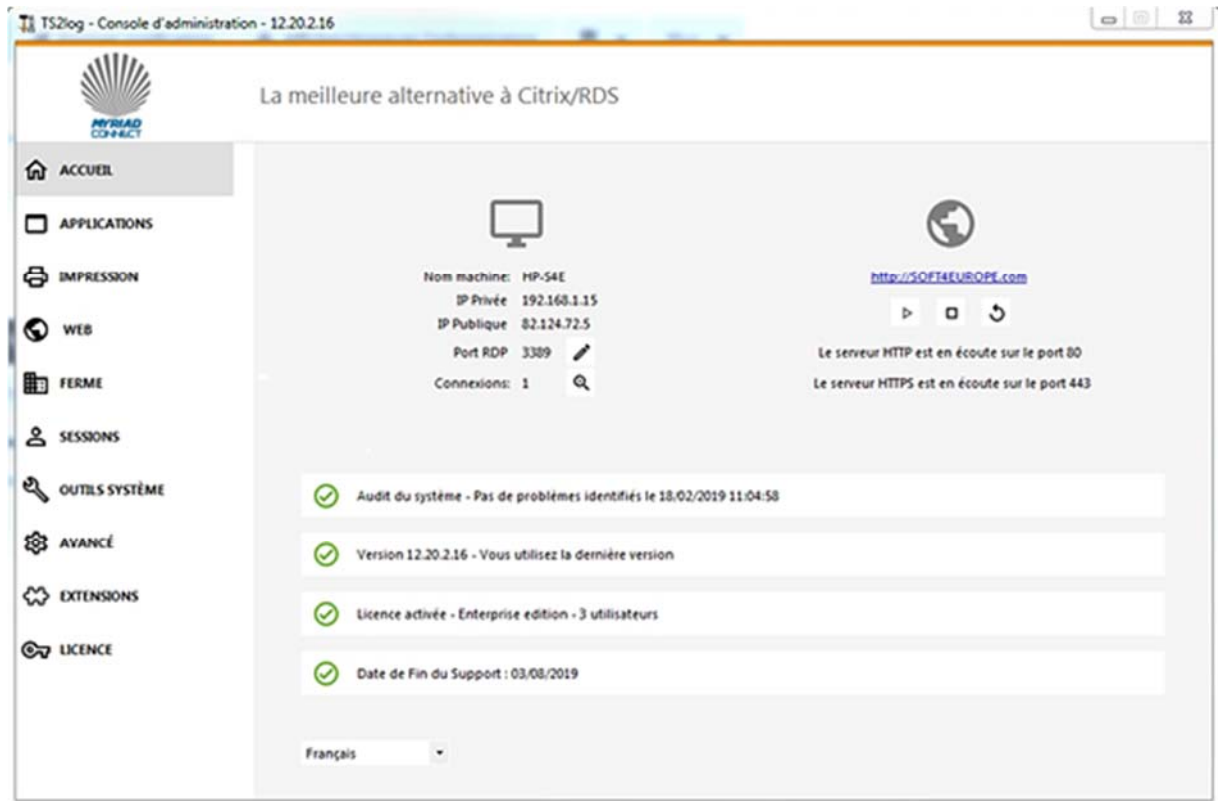 TS2log - Console d'administration - 12.20.2.16
MYRIAD
CONNECT
La meilleure alternative à Citrix/RDS
ACCUEIL
APPLICATIONS
IMPRESSION
WEB
FERME
SESSIONS
OUTILS SYSTÈME
AVANCÉ
EXTENSIONS
LICENCE
Nom machine: HP-S4E
IP Privée 192.168.1.15
IP Publique 82.124.72.5
Port RDP 3389
Connexions: 1
http://SOFT4EUROPE.com
Le serveur HTTP est en écoute sur le port 80
Le serveur HTTPS est en écoute sur le port 443
Audit du système - Pas de problèmes identifiés le 18/02/2019 11:04:58
Version 12.20.2.16 - Vous utilisez la dernière version
Licence activée - Enterprise edition - 3 utilisateurs
Date de Fin du Support : 03/08/2019
Français